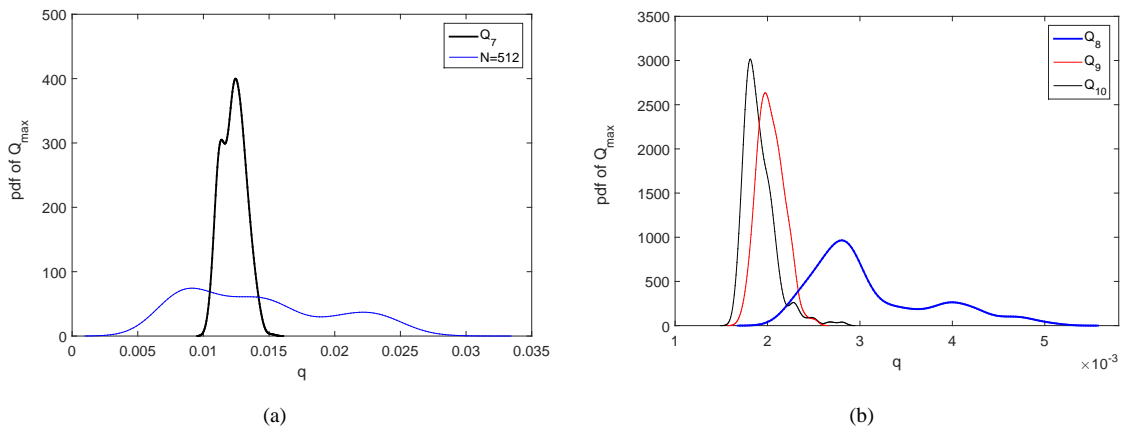 500
400
300
200
100
0
pdf of Q_max
0
0.005
0.01
0.015
0.02
0.025
0.03
0.035
q
Q_7
N=512
(a)
3500
3000
2500
2000
1500
1000
500
0
pdf of Q_max
1
2
3
4
5
×10^-3
q
Q_8
Q_9
Q_10
(b)